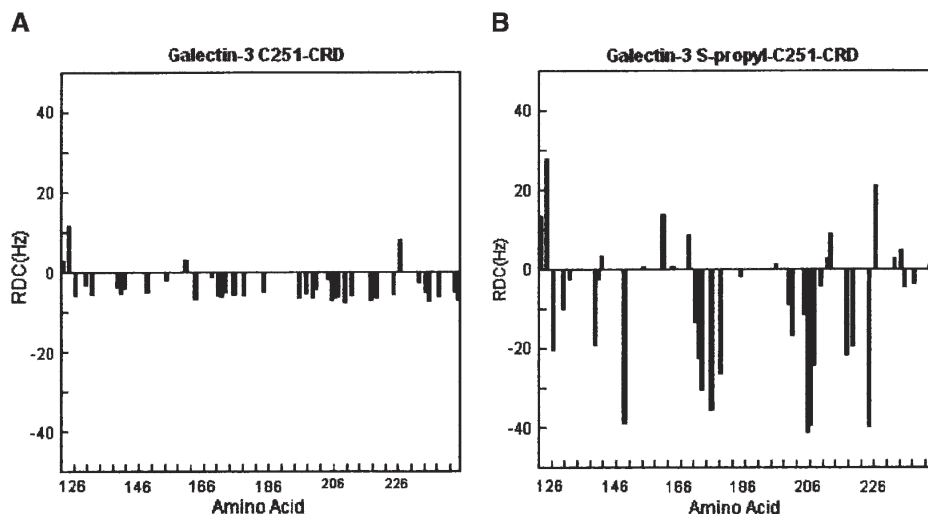 A
Galectin-3 C251-CRD
40
20
0
-20
-40
RDC(Hz)
126 146 166 186 206 226
Amino Acid
B
Galectin-3 S-propyl-C251-CRD
40
20
0
-20
-40
RDC(Hz)
126 146 166 186 206 226
Amino Acid